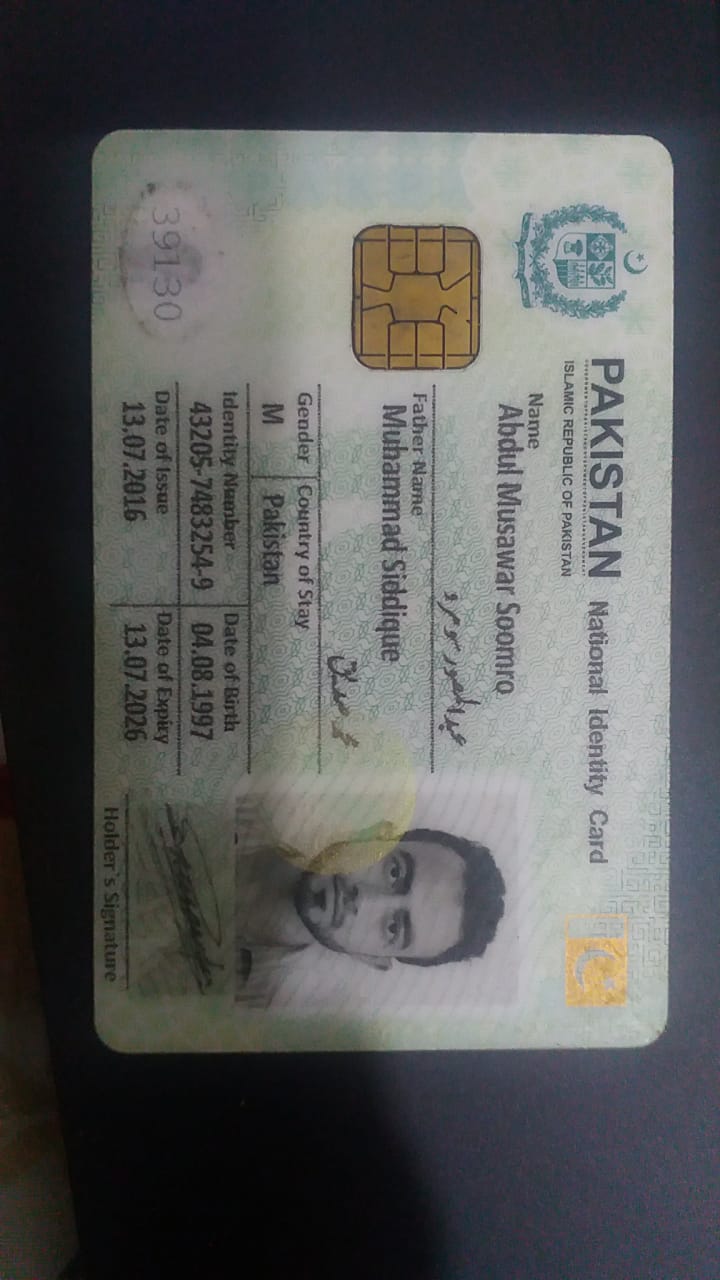 PAKISTAN National Identity Card
ISLAMIC REPUBLIC OF PAKISTAN
Name
Abdul Musawar Soomro
عبدالمصور سومرو
Father Name
Muhammad Siddique
محمد صدیق
Gender Country of Stay
M Pakistan
Identity Number Date of Birth
43205-7483254-9 04.08.1997
Date of Issue Date of Expiry
13.07.2016 13.07.2026
39130
Holder`s Signature